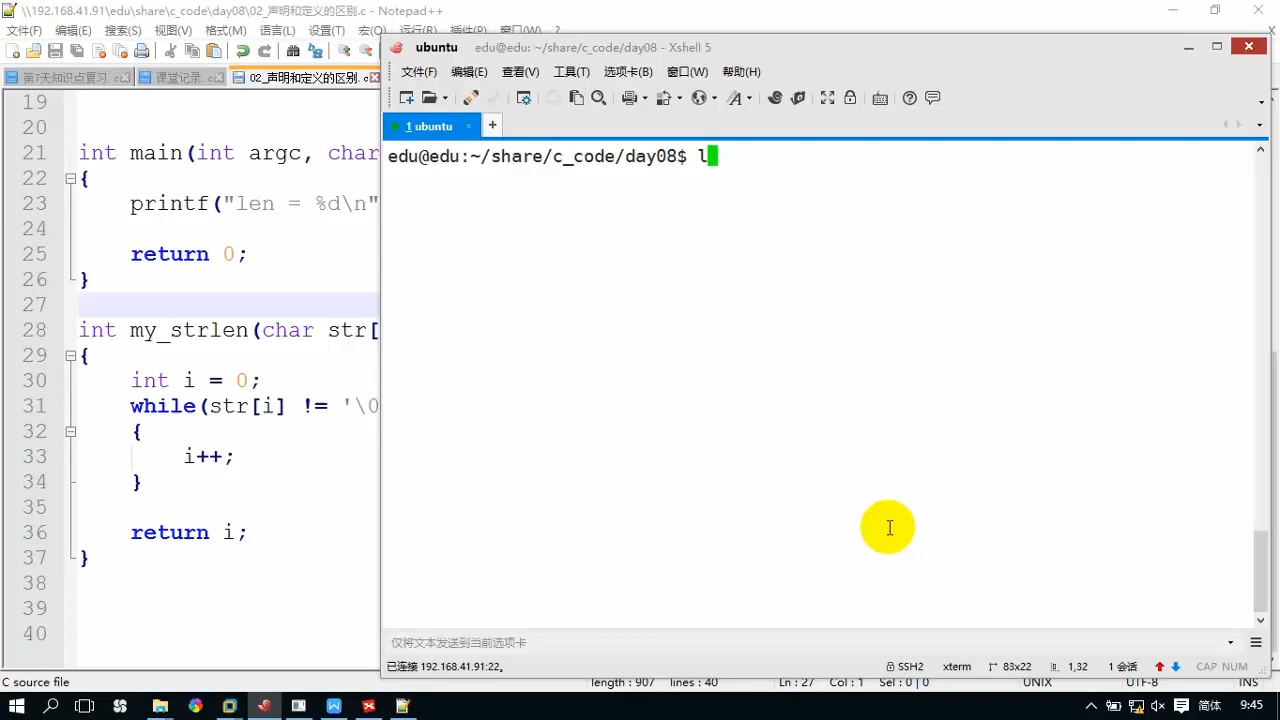 \\192.168.41.91\edu\share\c_code\day08\02_声明和定义的区别.c - Notepad++
文件(F) 编辑(E) 搜索(S) 视图(V) 格式(M) 语言(L) 设置(T) 宏(O) 运行(R) 插件(P) 窗口(W)
第7天知识点复习. 课堂记录. 02_声明和定义的区别.c
ubuntu edu@edu: ~/share/c_code/day08 - Xshell 5
文件(F) 编辑(E) 查看(V) 工具(T) 选项卡(B) 窗口(W) 帮助(H)
1 ubuntu
edu@edu:~/share/c_code/day08$ l
19
20
21 int main(int argc, char
22 {
23 printf("len = %d\n"
24
25 return 0;
26 }
27
28 int my_strlen(char str[
29 {
30 int i = 0;
31 while(str[i] != '\0
32 {
33 i++;
34 }
35
36 return i;
37 }
38
39
40
仅将文本发送到当前选项卡
已连接 192.168.41.91:22。 SSH2 xterm 83x22 1,32 1 会话 CAP NUM
C source file length : 907 lines : 40 Ln : 27 Col : 1 Sel : 0 | 0 UNIX UTF-8 INS
简体 9:45